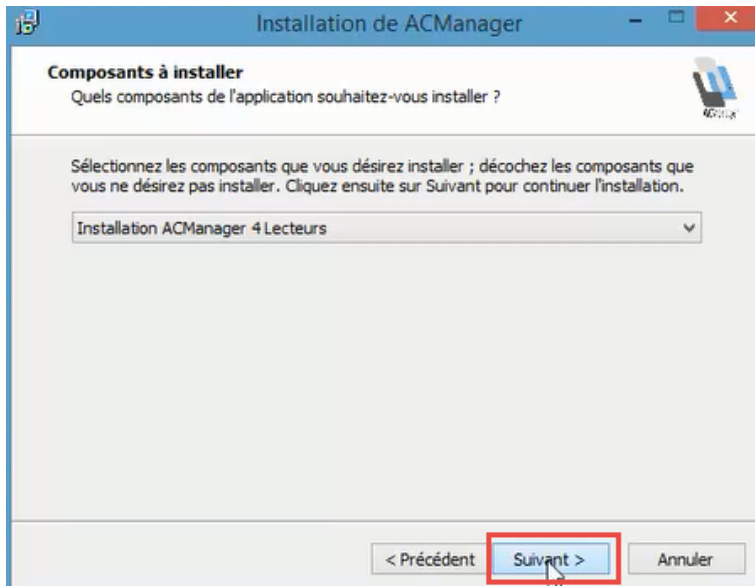 Installation de ACManager
Composants à installer
Quels composants de l'application souhaitez-vous installer ?
Sélectionnez les composants que vous désirez installer ; décochez les composants que
vous ne désirez pas installer. Cliquez ensuite sur Suivant pour continuer l'installation.
Installation ACManager 4 Lecteurs
< Précédent
Suivant >
Annuler